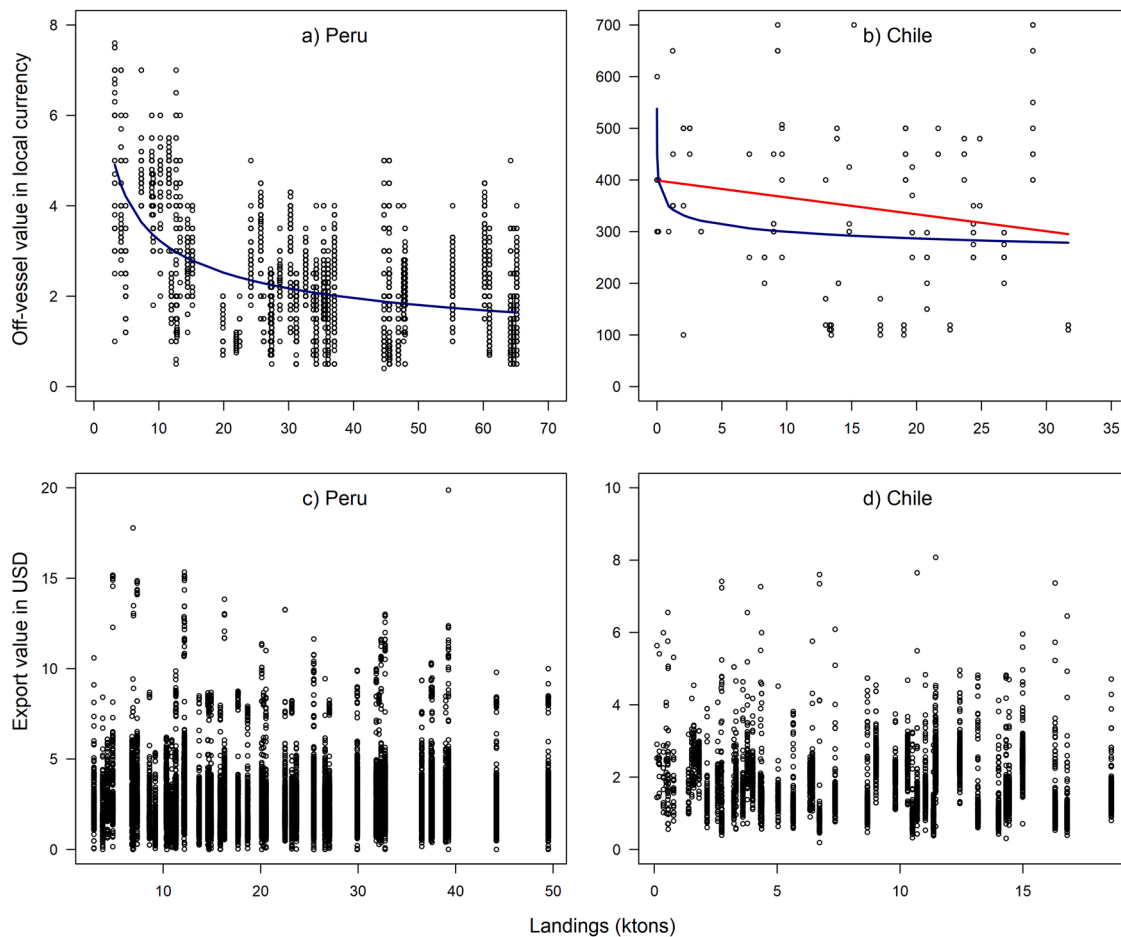 a) Peru
b) Chile
Off-vessel value in local currency
8
6
4
2
0
0 10 20 30 40 50 60 70
700
600
500
400
300
200
100
0
0 5 10 15 20 25 30 35
c) Peru
d) Chile
Export value in USD
20
15
10
5
0
10 20 30 40 50
10
8
6
4
2
0
0 5 10 15
Landings (ktons)